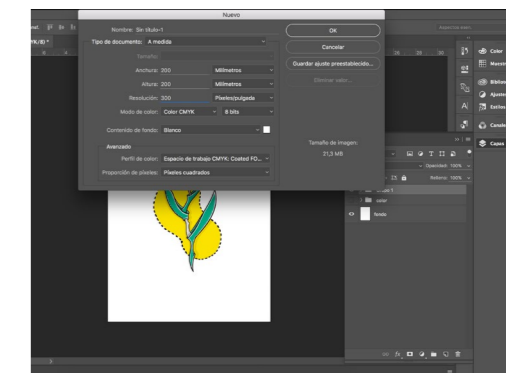 Nuevo
Nombre: Sin título-1
OK
Tipo de documento: A medida
Cancelar
Tamaño:
Guardar ajuste preestablecido...
Anchura: 200 Milímetros
Eliminar valor...
Altura: 200 Milímetros
Resolución: 300 Píxeles/pulgada
Modo de color: Color CMYK 8 bits
Contenido de fondo: Blanco
Tamaño de imagen:
21,3 MB
Avanzado
Perfil de color: Espacio de trabajo CMYK: Coated FO...
Proporción de píxeles: Píxeles cuadrados
Color
Ajustes
Estilos
Capas
Opacidad: 100%
Relleno: 100%
color
fondo